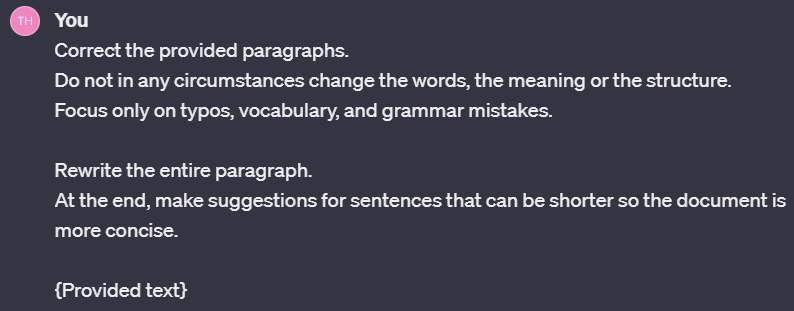 TH
You
Correct the provided paragraphs.
Do not in any circumstances change the words, the meaning or the structure.
Focus only on typos, vocabulary, and grammar mistakes.
Rewrite the entire paragraph.
At the end, make suggestions for sentences that can be shorter so the document is
more concise.
{Provided text}